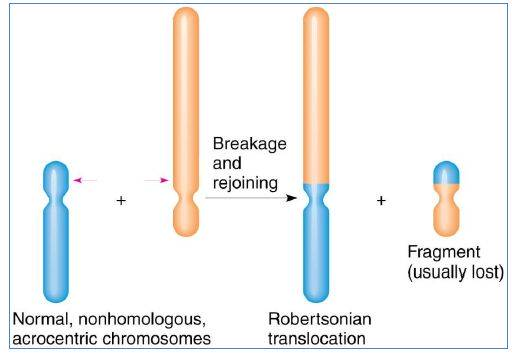 Breakage
and
rejoining
+
+
Fragment
(usually lost)
Normal, nonhomologous,
acrocentric chromosomes
Robertsonian
translocation